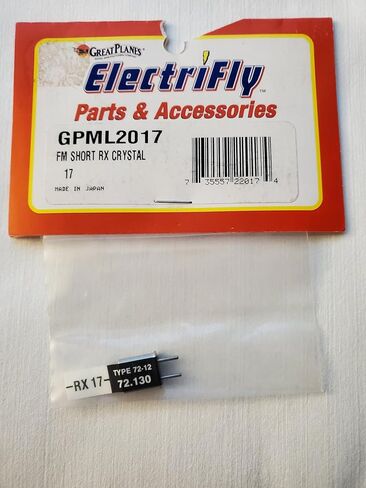 GREAT PLANES
ElectriFly™
Parts & Accessories
GPML2017
FM SHORT RX CRYSTAL
17
MADE IN JAPAN
7 35557 22017 4
-RX 17-
TYPE 72-12
72.130